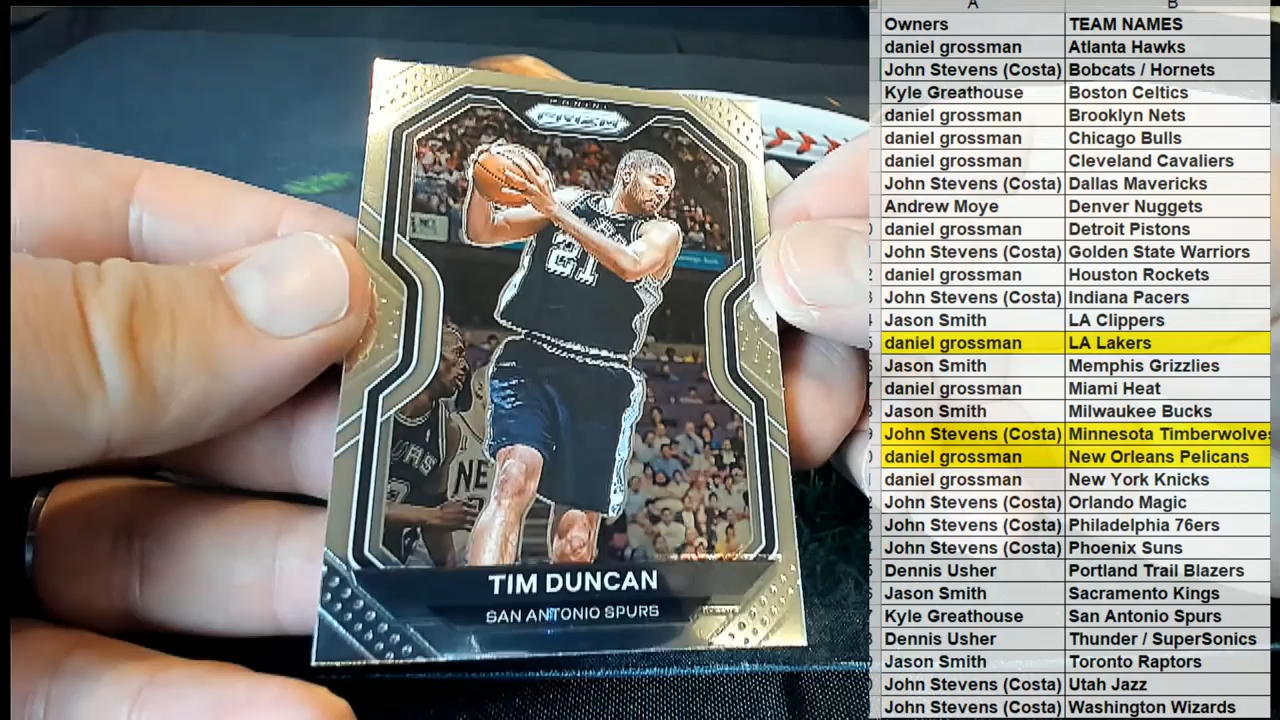 PANINI
PRIZM
21
URS
NE
TIM DUNCAN
SAN ANTONIO SPURS
A B
Owners TEAM NAMES
daniel grossman Atlanta Hawks
John Stevens (Costa) Bobcats / Hornets
Kyle Greathouse Boston Celtics
daniel grossman Brooklyn Nets
daniel grossman Chicago Bulls
daniel grossman Cleveland Cavaliers
John Stevens (Costa) Dallas Mavericks
Andrew Moye Denver Nuggets
daniel grossman Detroit Pistons
John Stevens (Costa) Golden State Warriors
daniel grossman Houston Rockets
John Stevens (Costa) Indiana Pacers
Jason Smith LA Clippers
daniel grossman LA Lakers
Jason Smith Memphis Grizzlies
daniel grossman Miami Heat
Jason Smith Milwaukee Bucks
John Stevens (Costa) Minnesota Timberwolves
daniel grossman New Orleans Pelicans
daniel grossman New York Knicks
John Stevens (Costa) Orlando Magic
John Stevens (Costa) Philadelphia 76ers
John Stevens (Costa) Phoenix Suns
Dennis Usher Portland Trail Blazers
Jason Smith Sacramento Kings
Kyle Greathouse San Antonio Spurs
Dennis Usher Thunder / SuperSonics
Jason Smith Toronto Raptors
John Stevens (Costa) Utah Jazz
John Stevens (Costa) Washington Wizards